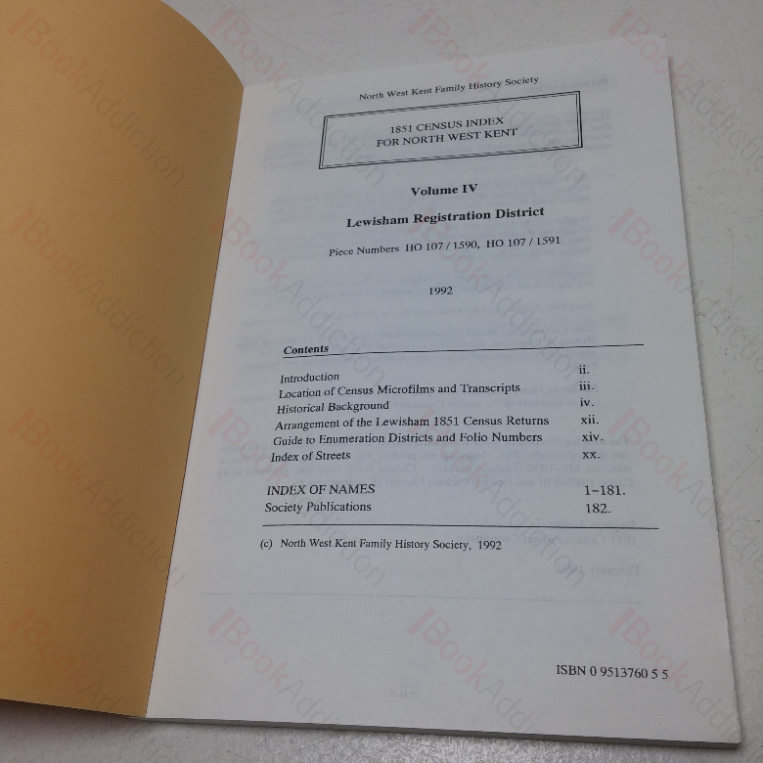 North West Kent Family History Society
1851 CENSUS INDEX
FOR NORTH WEST KENT
Volume IV
Lewisham Registration District
Piece Numbers HO 107 / 1590, HO 107 / 1591
1992
Contents
Introduction ii.
Location of Census Microfilms and Transcripts iii.
Historical Background iv.
Arrangement of the Lewisham 1851 Census Returns xii.
Guide to Enumeration Districts and Folio Numbers xiv.
Index of Streets xx.
INDEX OF NAMES 1-181.
Society Publications 182.
(c) North West Kent Family History Society, 1992
ISBN 0 9513760 5 5
BookAddiction